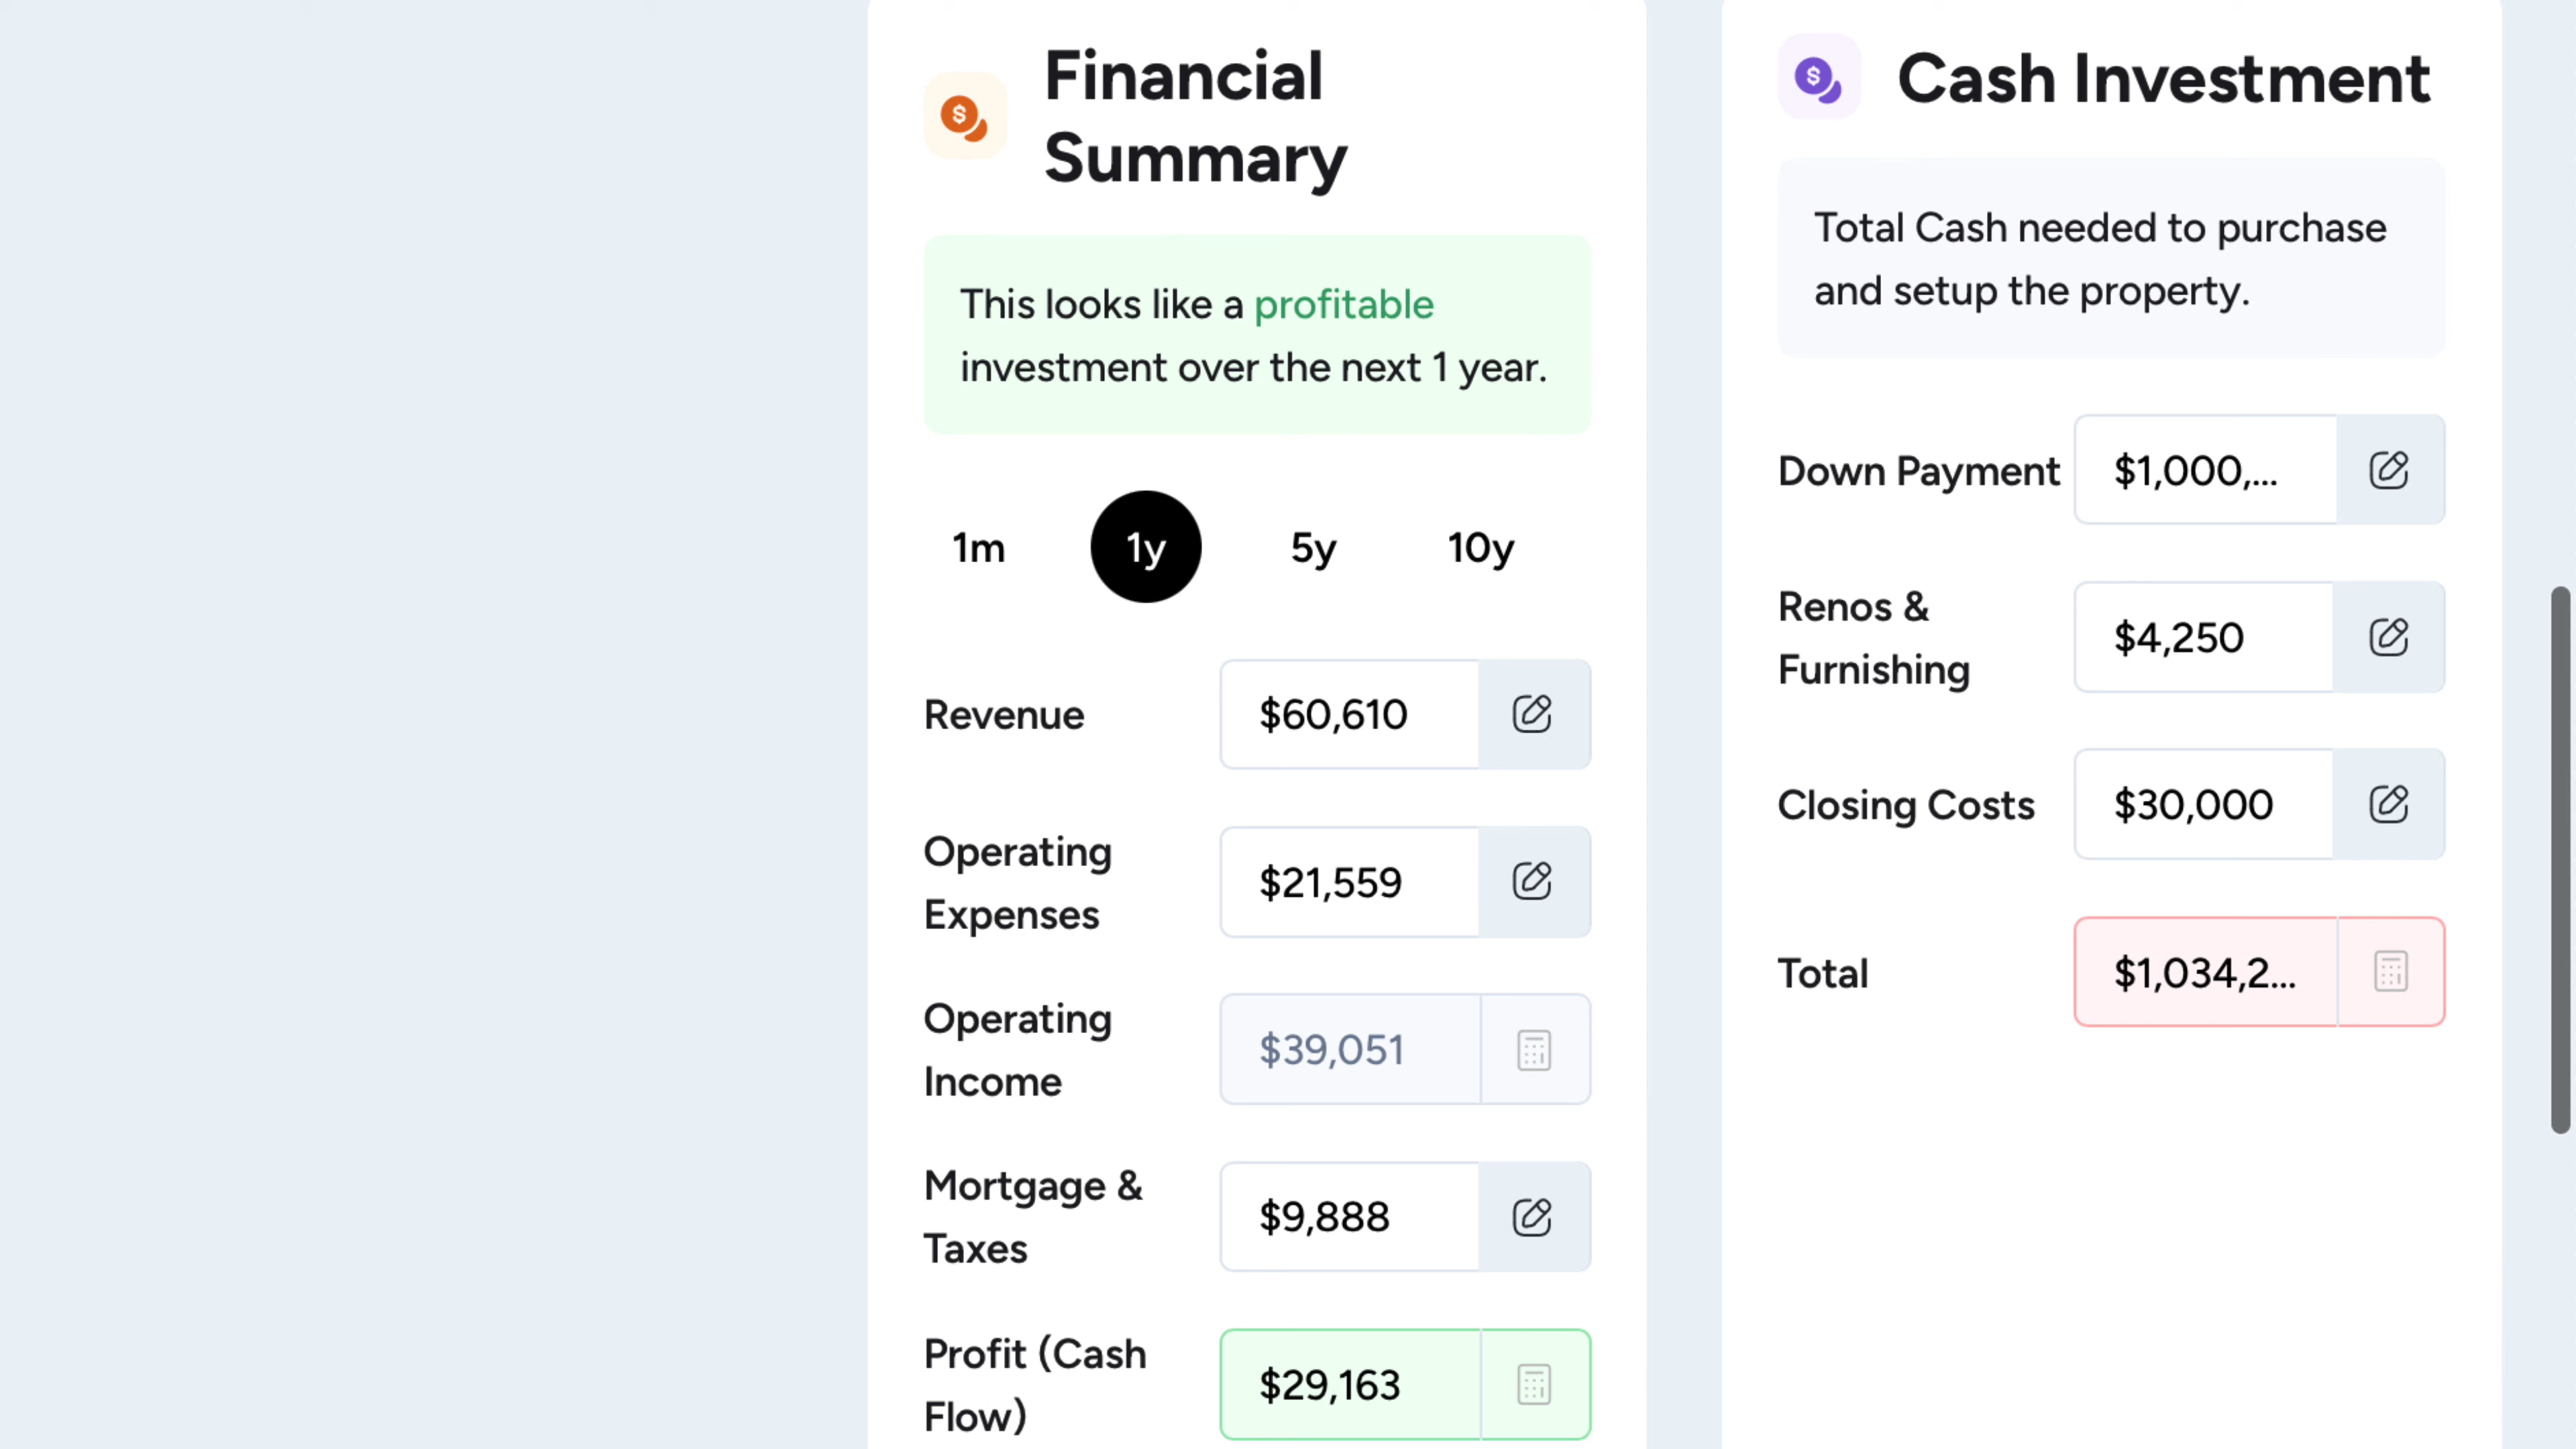 Financial
Summary
This looks like a profitable
investment over the next 1 year.
1m 1y 5y 10y
Revenue $60,610
Operating
Expenses
$21,559
Operating
Income
$39,051
Mortgage &
Taxes
$9,888
Profit (Cash
Flow)
$29,163
Cash Investment
Total Cash needed to purchase
and setup the property.
Down Payment $1,000,...
Renos &
Furnishing
$4,250
Closing Costs $30,000
Total $1,034,2...